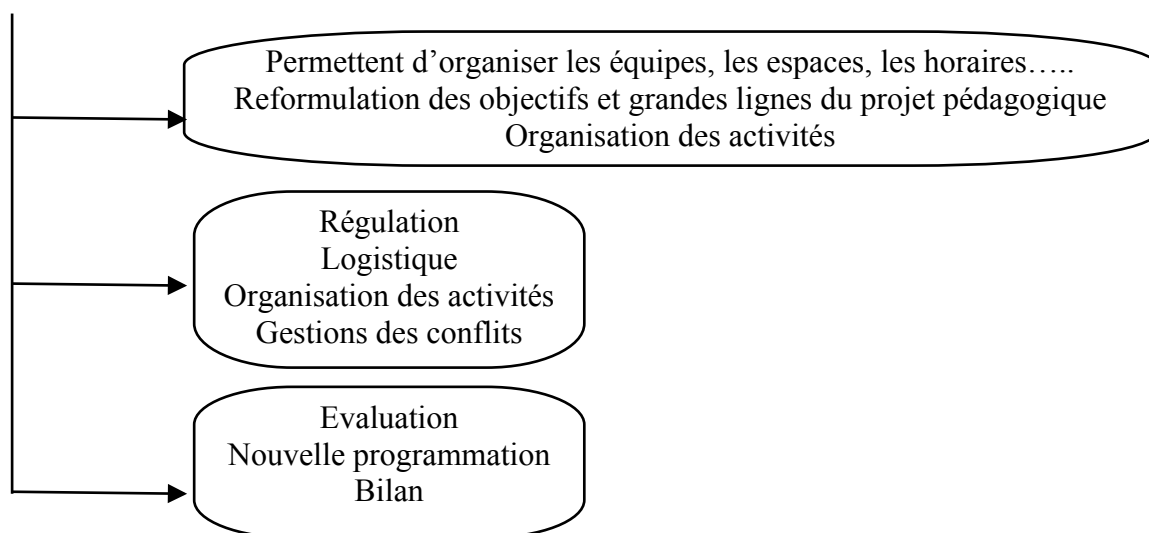 Permettent d’organiser les équipes, les espaces, les horaires…..
Reformulation des objectifs et grandes lignes du projet pédagogique
Organisation des activités
Régulation
Logistique
Organisation des activités
Gestions des conflits
Evaluation
Nouvelle programmation
Bilan